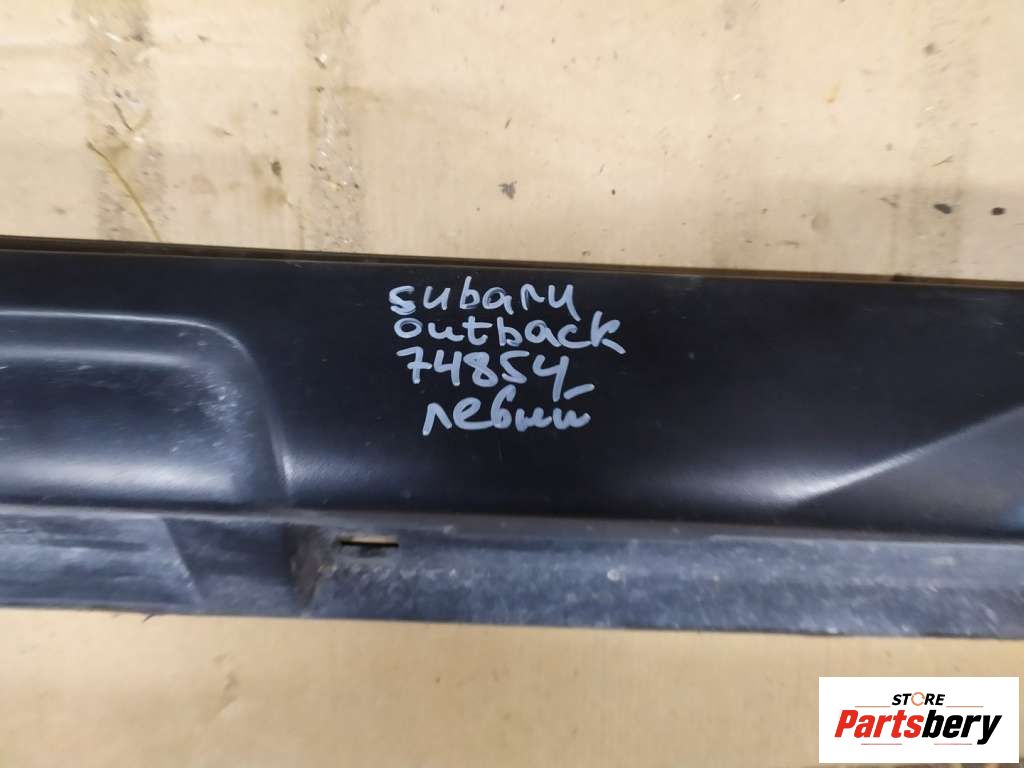 subaru
outback
74854
левый
STORE
Partsbery